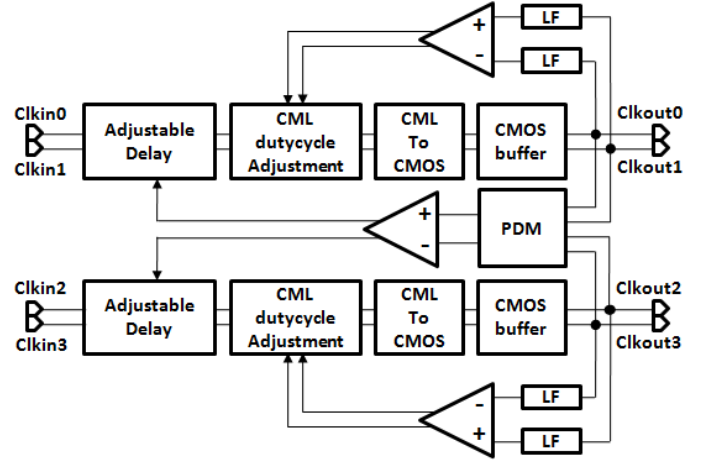 +
LF
-
LF
Clkin0
Clkin1
Adjustable
Delay
CML
dutycycle
Adjustment
CML
To
CMOS
CMOS
buffer
Clkout0
Clkout1
+
-
PDM
Clkin2
Clkin3
Adjustable
Delay
CML
dutycycle
Adjustment
CML
To
CMOS
CMOS
buffer
Clkout2
Clkout3
-
LF
+
LF